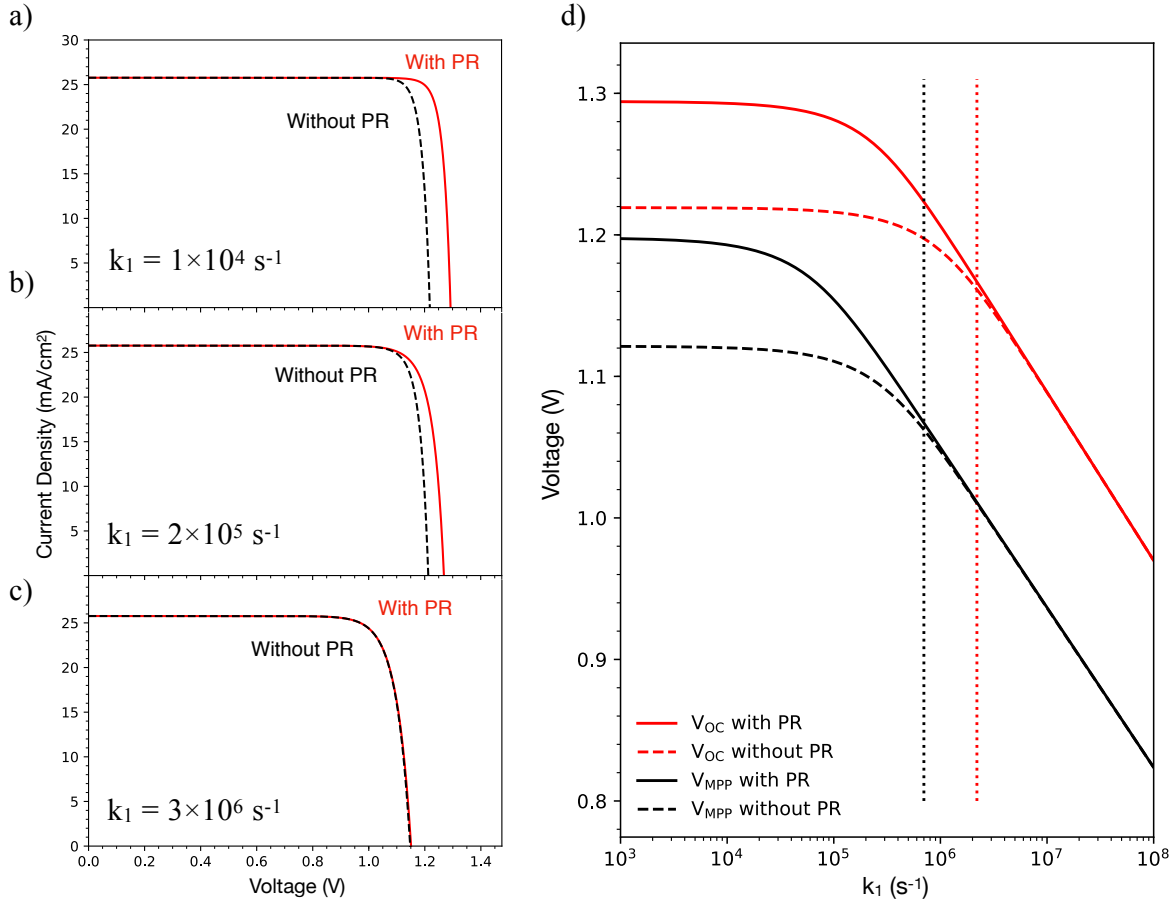 a)
30
25
20
15
10
5
With PR
Without PR
k₁ = 1×10⁴ s⁻¹
b)
25
20
15
10
5
With PR
Without PR
k₁ = 2×10⁵ s⁻¹
c)
25
20
15
10
5
0
With PR
Without PR
k₁ = 3×10⁶ s⁻¹
0.0 0.2 0.4 0.6 0.8 1.0 1.2 1.4
Voltage (V)
Current Density (mA/cm²)
d)
1.3
1.2
1.1
1.0
0.9
0.8
Voltage (V)
V_OC with PR
V_OC without PR
V_MPP with PR
V_MPP without PR
10³ 10⁴ 10⁵ 10⁶ 10⁷ 10⁸
k₁ (s⁻¹)